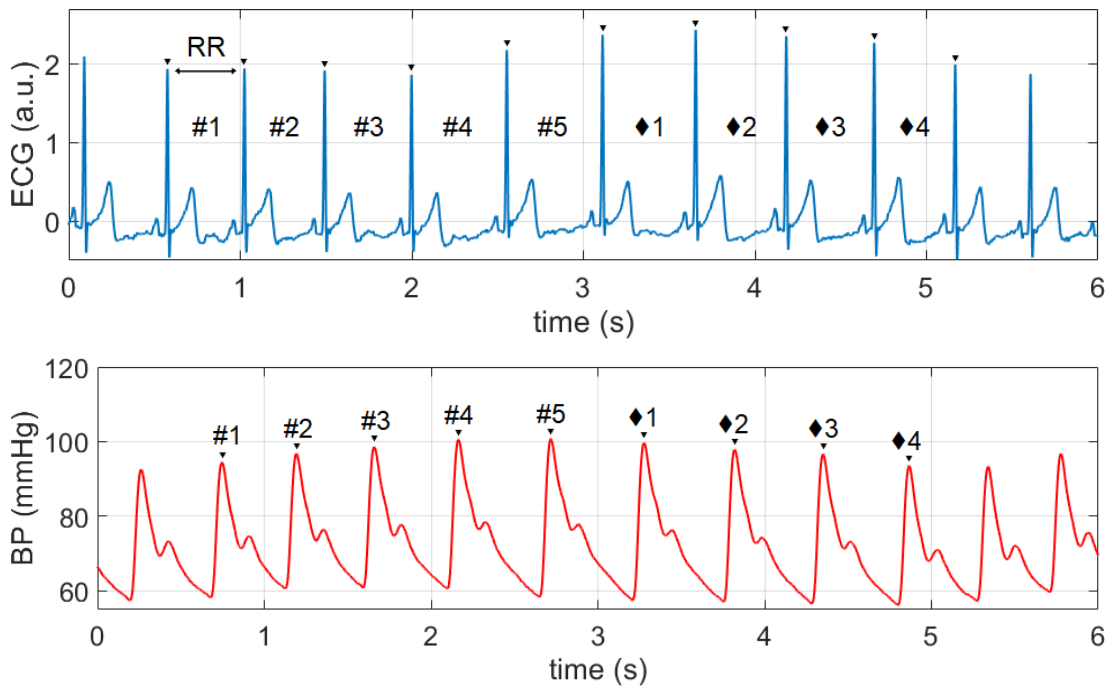 ECG (a.u.)
2
1
0
RR
#1 #2 #3 #4 #5 ♦1 ♦2 ♦3 ♦4
0 1 2 3 4 5 6
time (s)
BP (mmHg)
120
100
80
60
#1 #2 #3 #4 #5 ♦1 ♦2 ♦3 ♦4
0 1 2 3 4 5 6
time (s)